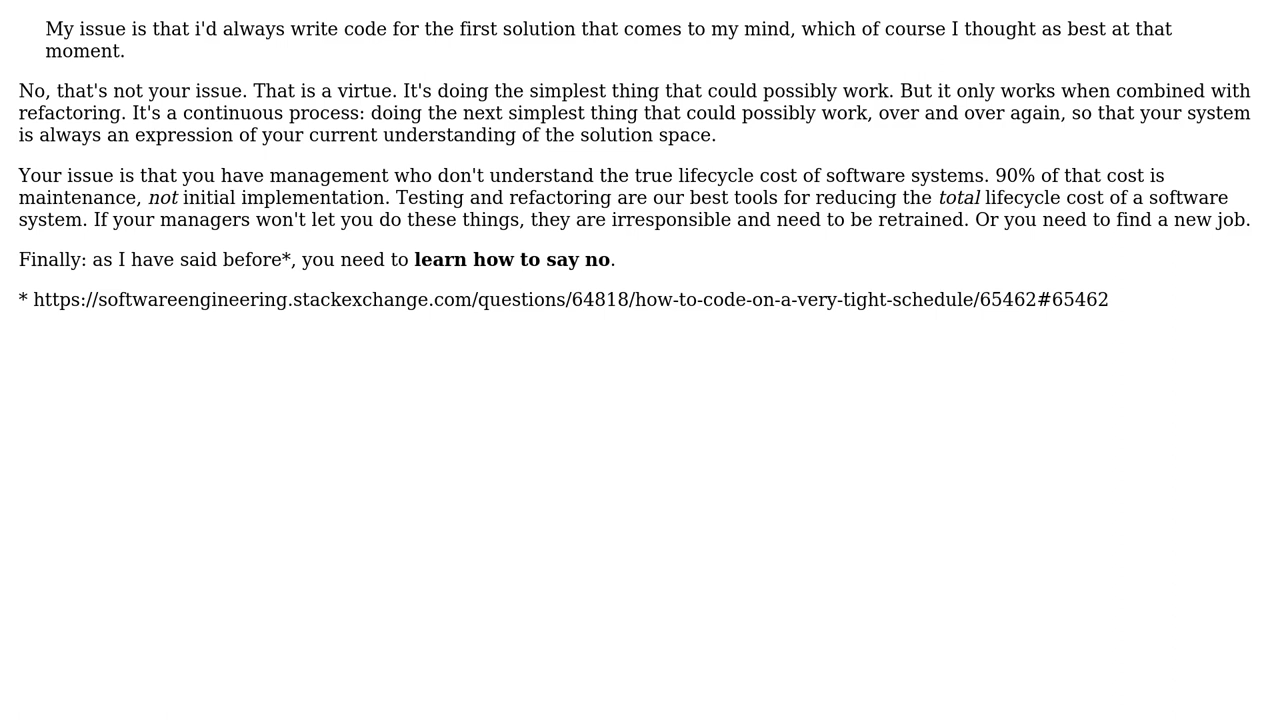 My issue is that i'd always write code for the first solution that comes to my mind, which of course I thought as best at that
moment.
No, that's not your issue. That is a virtue. It's doing the simplest thing that could possibly work. But it only works when combined with
refactoring. It's a continuous process: doing the next simplest thing that could possibly work, over and over again, so that your system
is always an expression of your current understanding of the solution space.
Your issue is that you have management who don't understand the true lifecycle cost of software systems. 90% of that cost is
maintenance, not initial implementation. Testing and refactoring are our best tools for reducing the total lifecycle cost of a software
system. If your managers won't let you do these things, they are irresponsible and need to be retrained. Or you need to find a new job.
Finally: as I have said before*, you need to learn how to say no.
* https://softwareengineering.stackexchange.com/questions/64818/how-to-code-on-a-very-tight-schedule/65462#65462